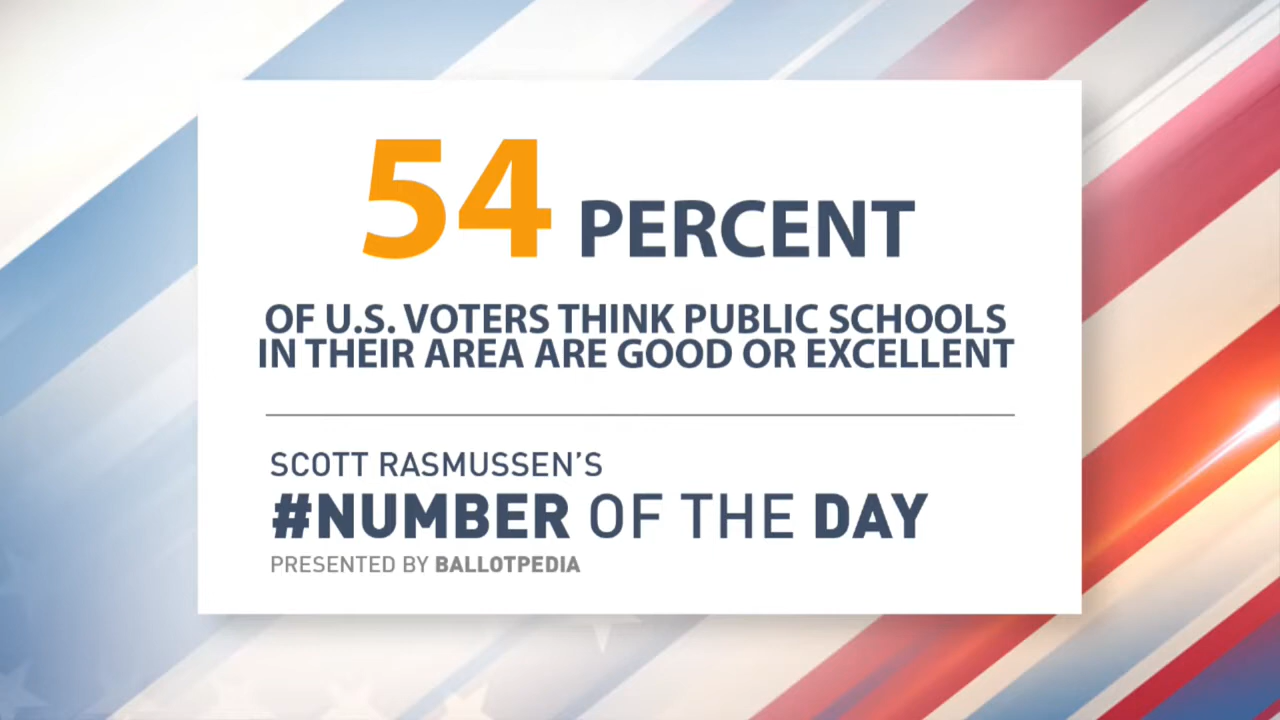 54 PERCENT
OF U.S. VOTERS THINK PUBLIC SCHOOLS
IN THEIR AREA ARE GOOD OR EXCELLENT
SCOTT RASMUSSEN'S
#NUMBER OF THE DAY
PRESENTED BY BALLOTPEDIA